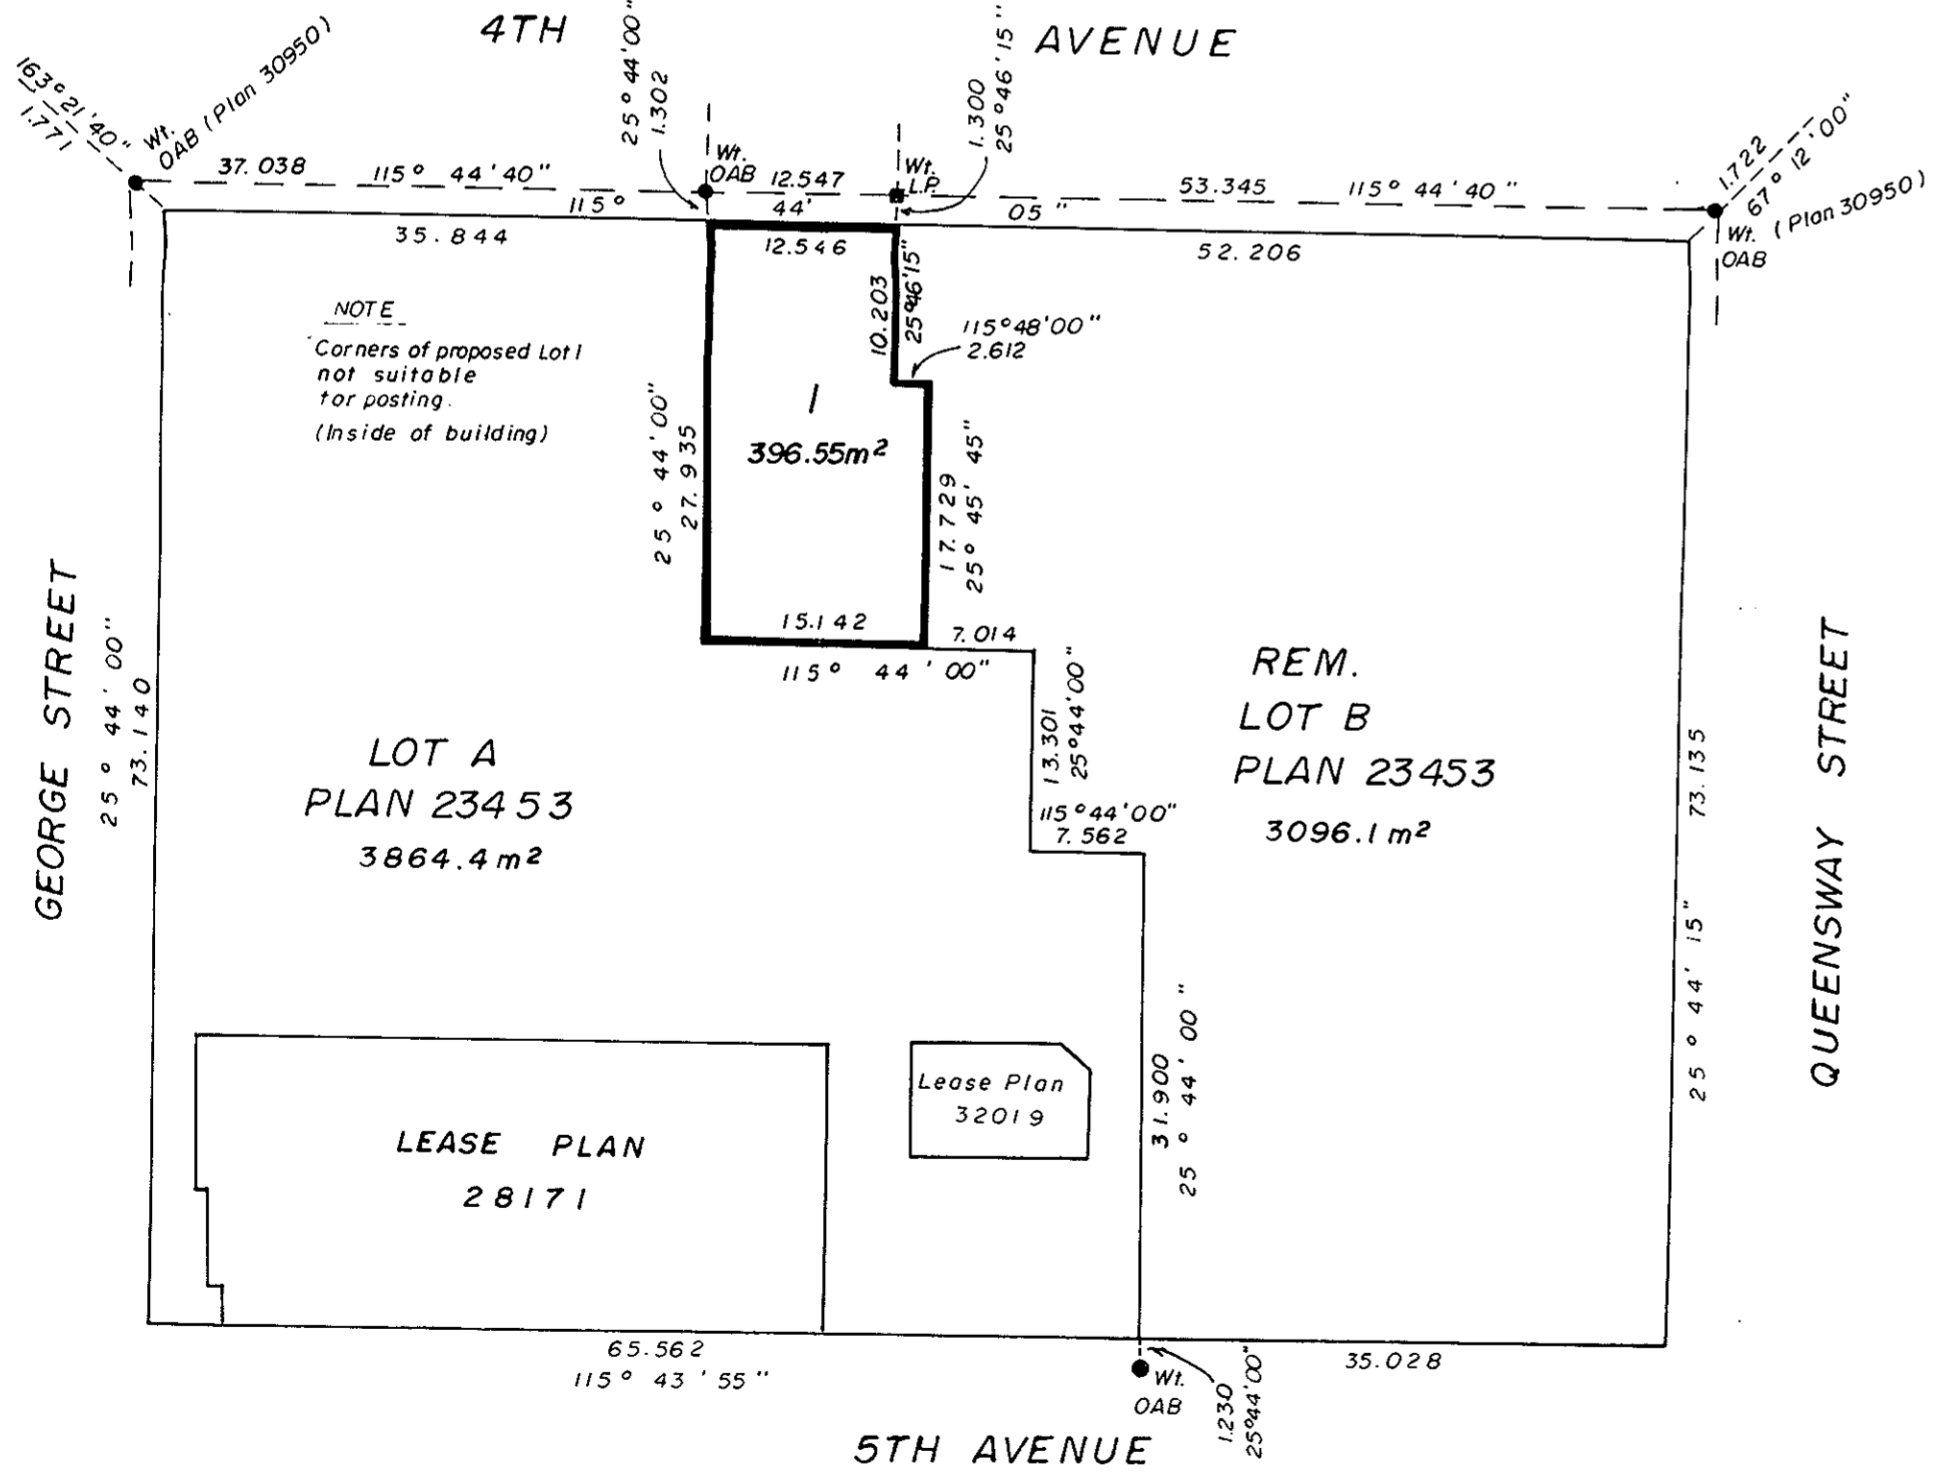 4TH AVENUE
163°21'40"
1.771
Wt.
OAB (Plan 30950)
25°44'00"
1.302
1.300
25°46'15"
1.722
67°12'00"
Wt.
OAB
(Plan 30950)
37.038 115° 44'40"
Wt.
OAB
12.547
Wt.
L.P.
53.345 115°44'40"
115° 44' 05"
35.844
12.546
52.206
NOTE
Corners of proposed Lot 1
not suitable
for posting.
(Inside of building)
10.203
25°46'15"
115°48'00"
2.612
1
396.55m²
25° 44'00"
27.935
17.729
25° 45' 45"
15.142
7.014
115° 44'00"
GEORGE STREET
25° 44' 00"
73.140
LOT A
PLAN 23453
3864.4m²
13.301
25°44'00"
115°44'00"
7.562
REM.
LOT B
PLAN 23453
3096.1m²
73.135
25° 44' 15"
QUEENSWAY STREET
31.900
25° 44' 00"
LEASE PLAN
28171
Lease Plan
32019
65.562
115° 43'55"
35.028
Wt.
OAB
1.230
25°44'00"
5TH AVENUE